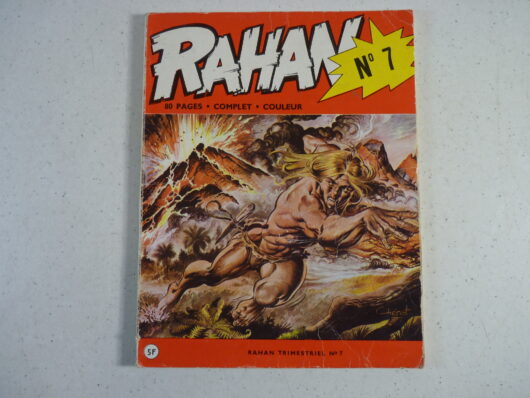 RAHAN
N° 7
80 PAGES • COMPLET • COULEUR
5F
RAHAN TRIMESTRIEL N° 7